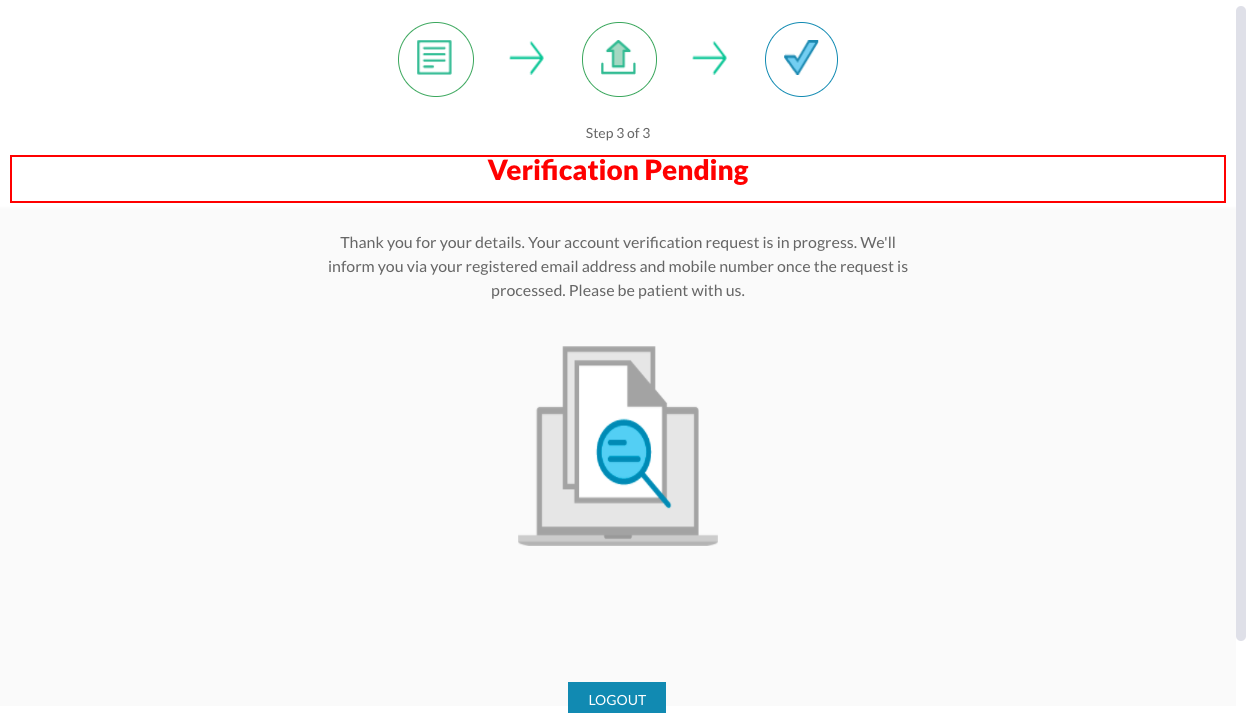 Step 3 of 3
Verification Pending
Thank you for your details. Your account verification request is in progress. We'll
inform you via your registered email address and mobile number once the request is
processed. Please be patient with us.
LOGOUT